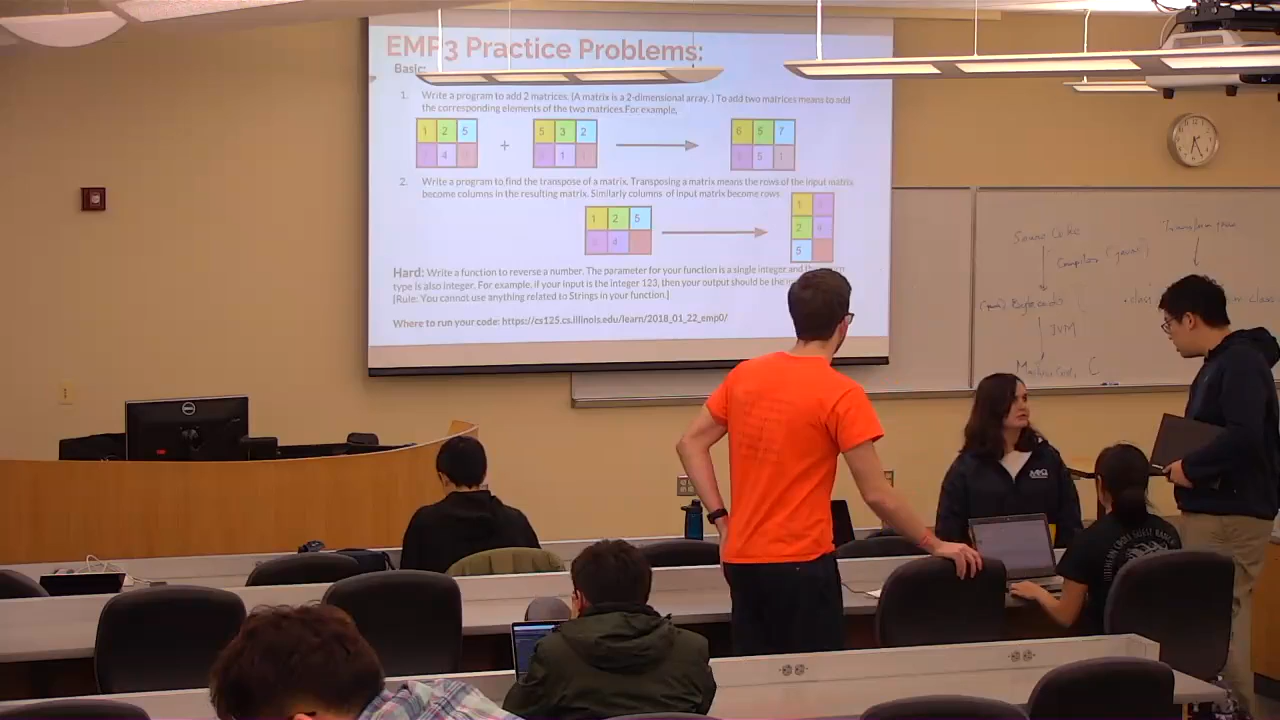 EMP3 Practice Problems:
Basic:
1. Write a program to add 2 matrices. (A matrix is a 2-dimensional array. ) To add two matrices means to add
the corresponding elements of the two matrices.For example,
1 2 5
4
+
5 3 2
1
6 5 7
5 1
2. Write a program to find the transpose of a matrix. Transposing a matrix means the rows of the input matrix
become columns in the resulting matrix. Similarly columns of input matrix become rows.
1 2 5
4
1
2 4
5
Hard: Write a function to reverse a number. The parameter for your function is a single integer and the
type is also integer. For example, if your input is the integer 123, then your output should be the
[Rule: You cannot use anything related to Strings in your function.]
Where to run your code: https://cs125.cs.illinois.edu/learn/2018_01_22_emp0/
Source Code
Compiler
Bytecode
JVM
C
DELL